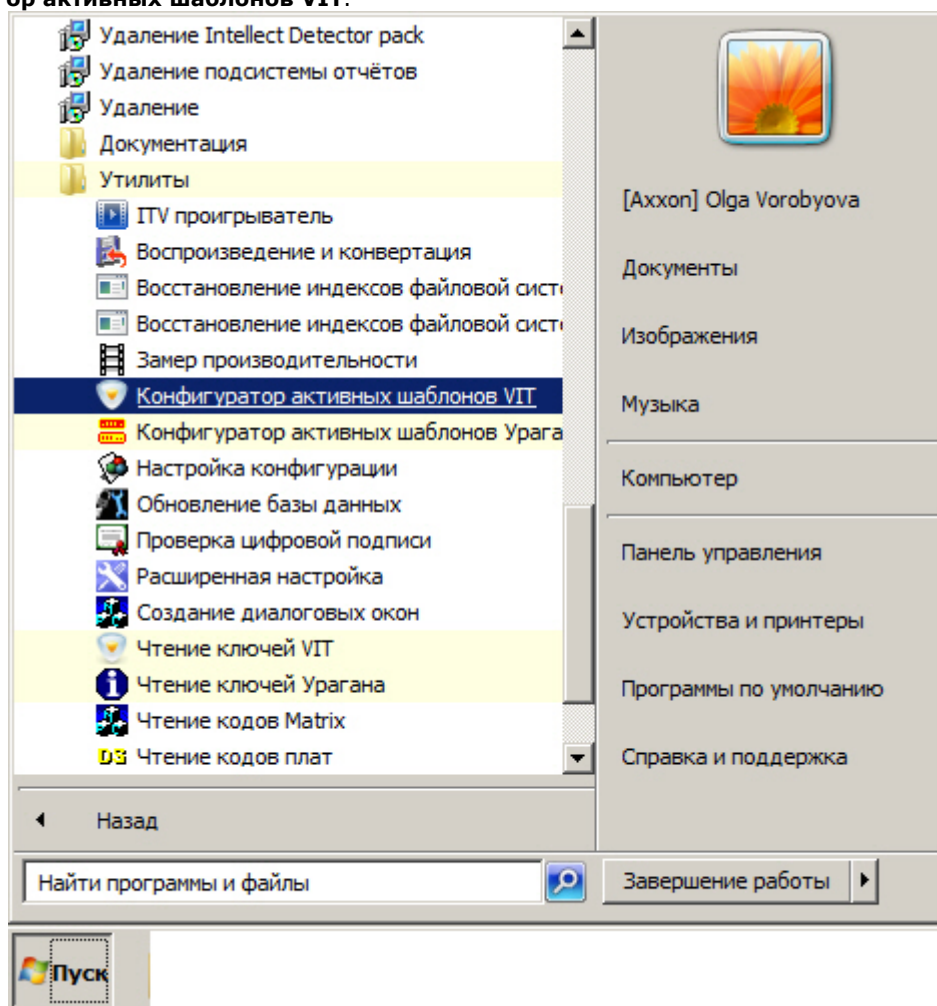 ор активных шаблонов VIT.
Удаление Intellect Detector pack
Удаление подсистемы отчётов
Удаление
Документация
Утилиты
ITV проигрыватель
Воспроизведение и конвертация
Восстановление индексов файловой сист
Восстановление индексов файловой сист
Замер производительности
Конфигуратор активных шаблонов VIT
Конфигуратор активных шаблонов Урага
Настройка конфигурации
Обновление базы данных
Проверка цифровой подписи
Расширенная настройка
Создание диалоговых окон
Чтение ключей VIT
Чтение ключей Урагана
Чтение кодов Matrix
Чтение кодов плат
Назад
Найти программы и файлы
[Axxon] Olga Vorobyova
Документы
Изображения
Музыка
Компьютер
Панель управления
Устройства и принтеры
Программы по умолчанию
Справка и поддержка
Завершение работы
Пуск